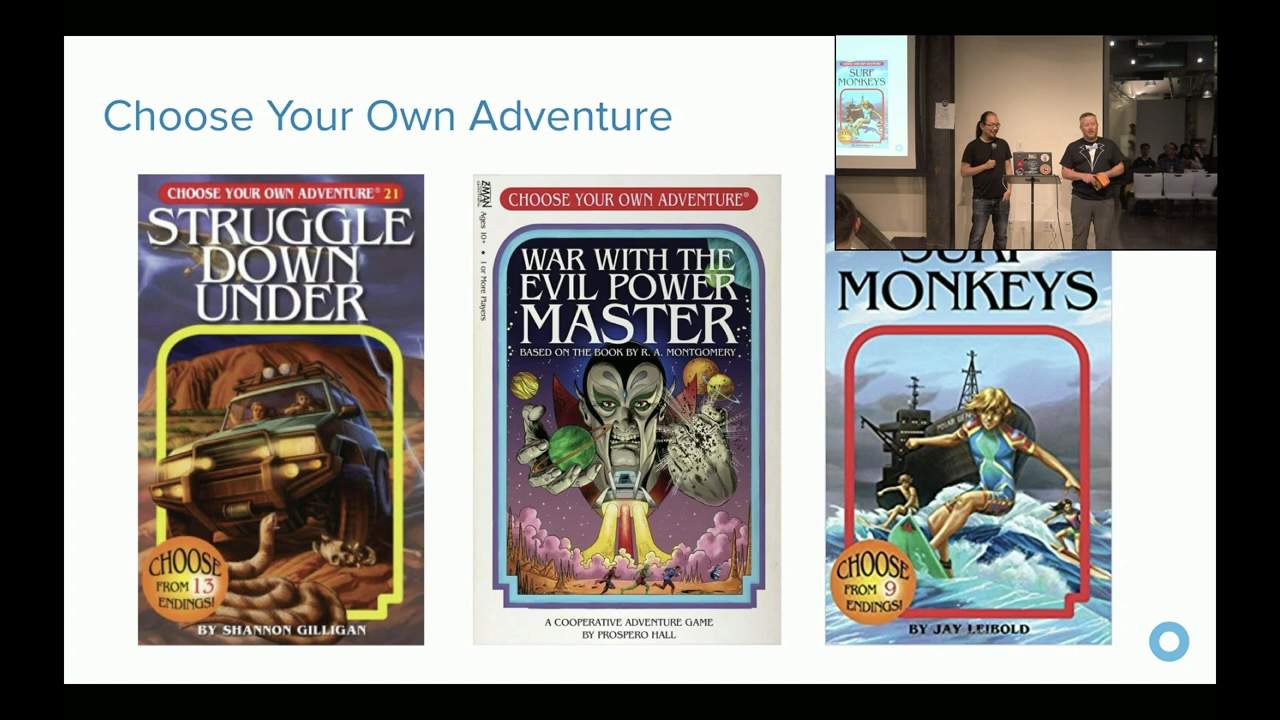 Choose Your Own Adventure
CHOOSE YOUR OWN ADVENTURE® 21
STRUGGLE
DOWN
UNDER
CHOOSE
FROM 13
ENDINGS!
BY SHANNON GILLIGAN
Z-MAN
Ages 10+ • 1 or More Players
CHOOSE YOUR OWN ADVENTURE®
WAR WITH THE
EVIL POWER
MASTER
BASED ON THE BOOK BY R. A. MONTGOMERY
A COOPERATIVE ADVENTURE GAME
BY PROSPERO HALL
SURF
MONKEYS
CHOOSE
FROM 9
ENDINGS!
BY JAY LEIBOLD
SURF
MONKEYS